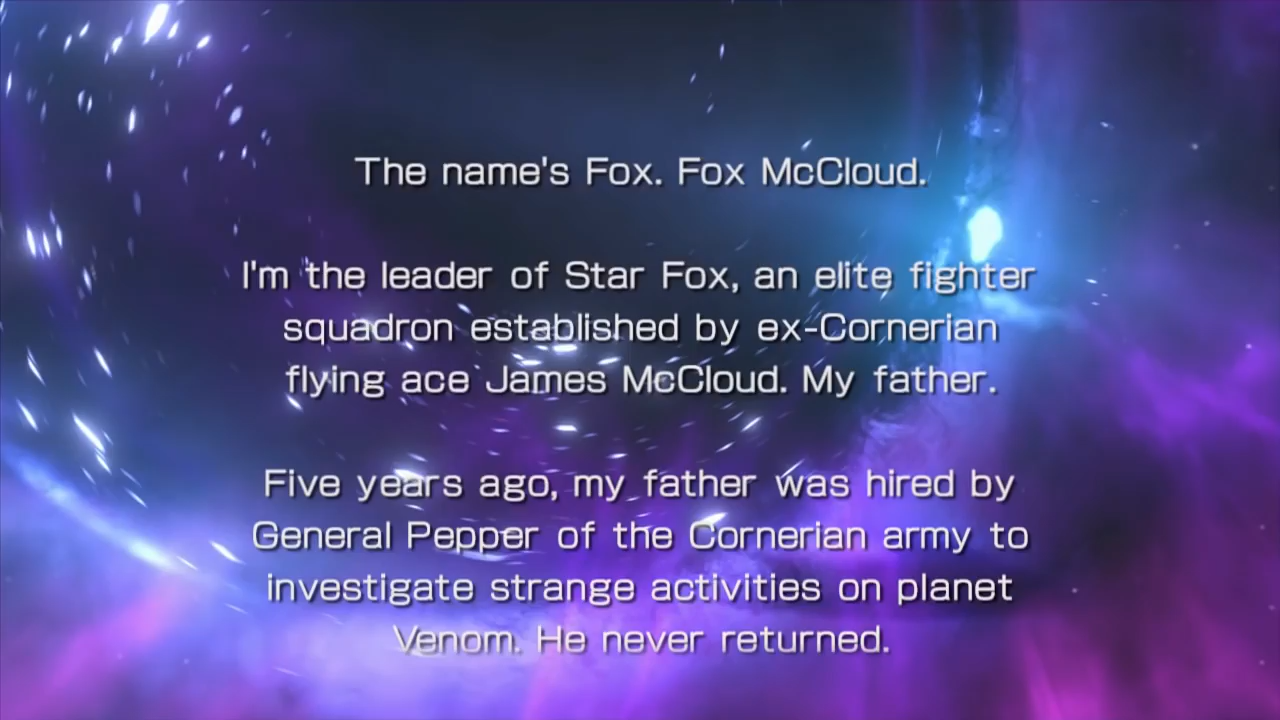 The name's Fox. Fox McCloud.
I'm the leader of Star Fox, an elite fighter
squadron established by ex-Cornerian
flying ace James McCloud. My father.
Five years ago, my father was hired by
General Pepper of the Cornerian army to
investigate strange activities on planet
Venom. He never returned.